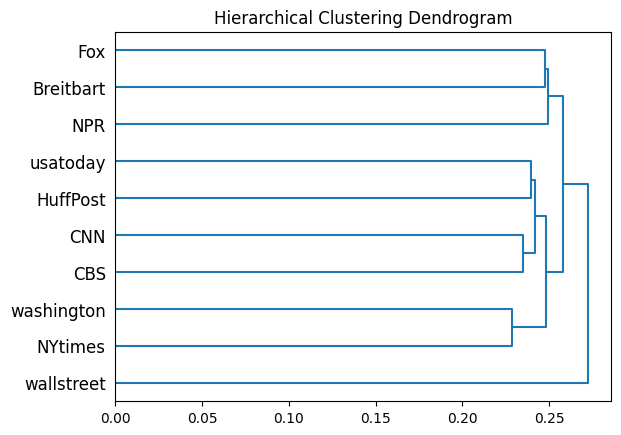 Hierarchical Clustering Dendrogram
Fox
Breitbart
NPR
usatoday
HuffPost
CNN
CBS
washington
NYtimes
wallstreet
0.00 0.05 0.10 0.15 0.20 0.25